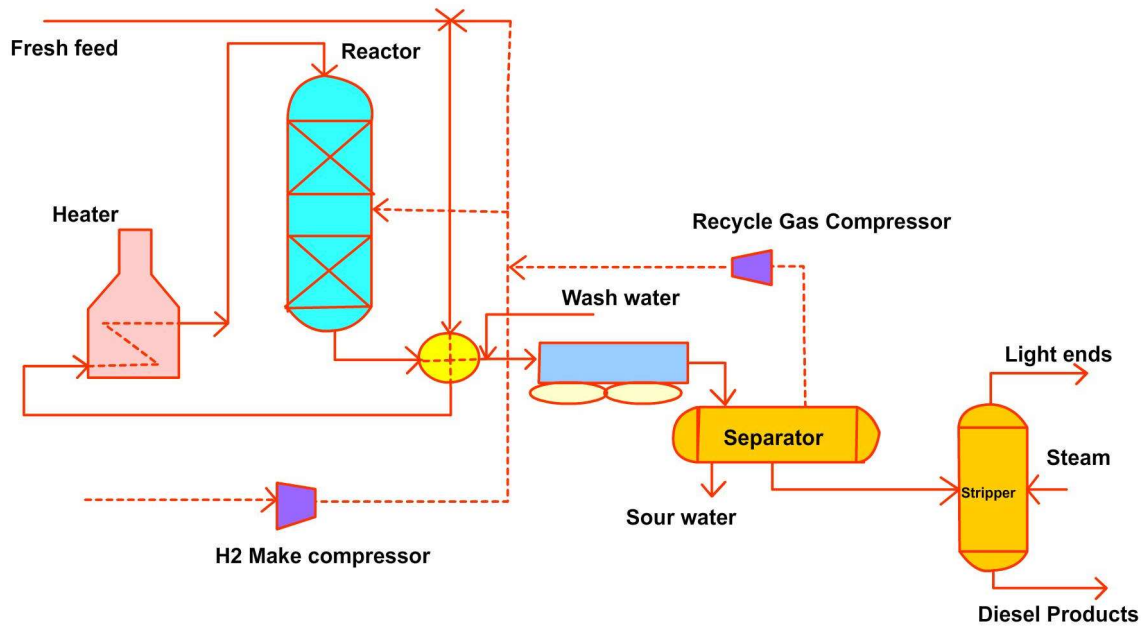 Fresh feed
Reactor
Heater
Recycle Gas Compressor
Wash water
Light ends
Separator
Steam
Stripper
Sour water
H2 Make compressor
Diesel Products